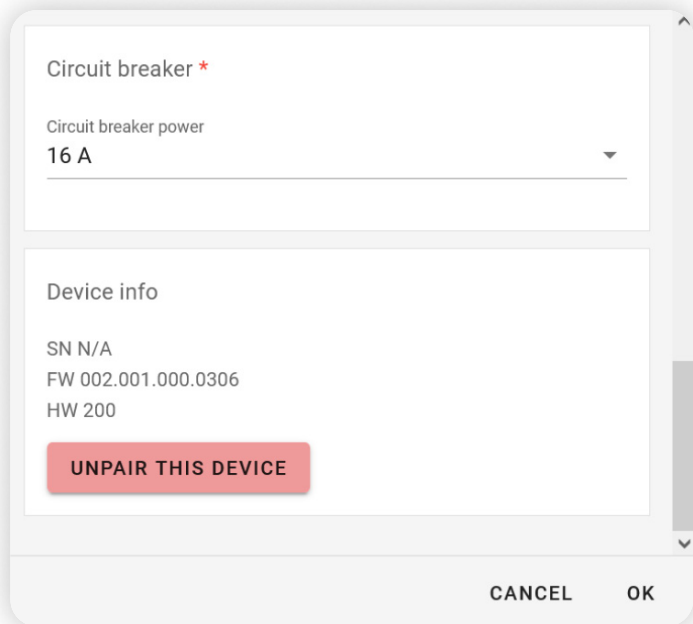 Circuit breaker *
Circuit breaker power
16 A
Device info
SN N/A
FW 002.001.000.0306
HW 200
UNPAIR THIS DEVICE
CANCEL OK